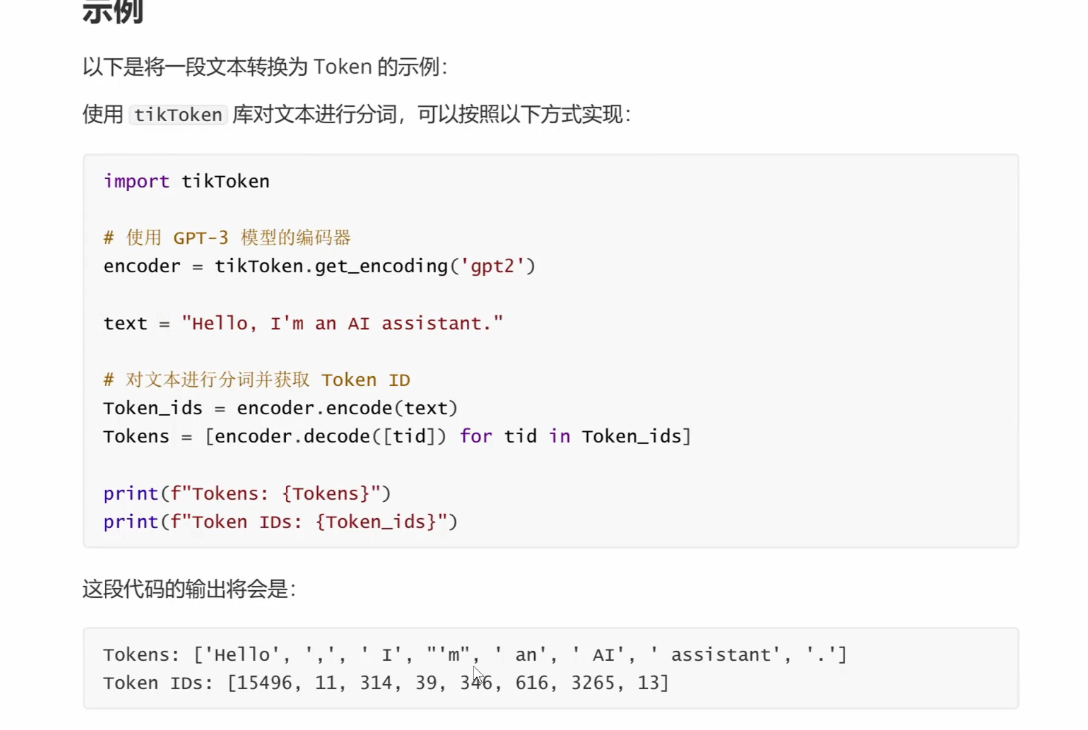 示例
以下是将一段文本转换为 Token 的示例：
使用 tikToken 库对文本进行分词，可以按照以下方式实现：
import tikToken
# 使用 GPT-3 模型的编码器
encoder = tikToken.get_encoding('gpt2')
text = "Hello, I'm an AI assistant."
# 对文本进行分词并获取 Token ID
Token_ids = encoder.encode(text)
Tokens = [encoder.decode([tid]) for tid in Token_ids]
print(f"Tokens: {Tokens}")
print(f"Token IDs: {Token_ids}")
这段代码的输出将会是：
Tokens: ['Hello', ',', ' I', "'m", ' an', ' AI', ' assistant', '.']
Token IDs: [15496, 11, 314, 39, 346, 616, 3265, 13]